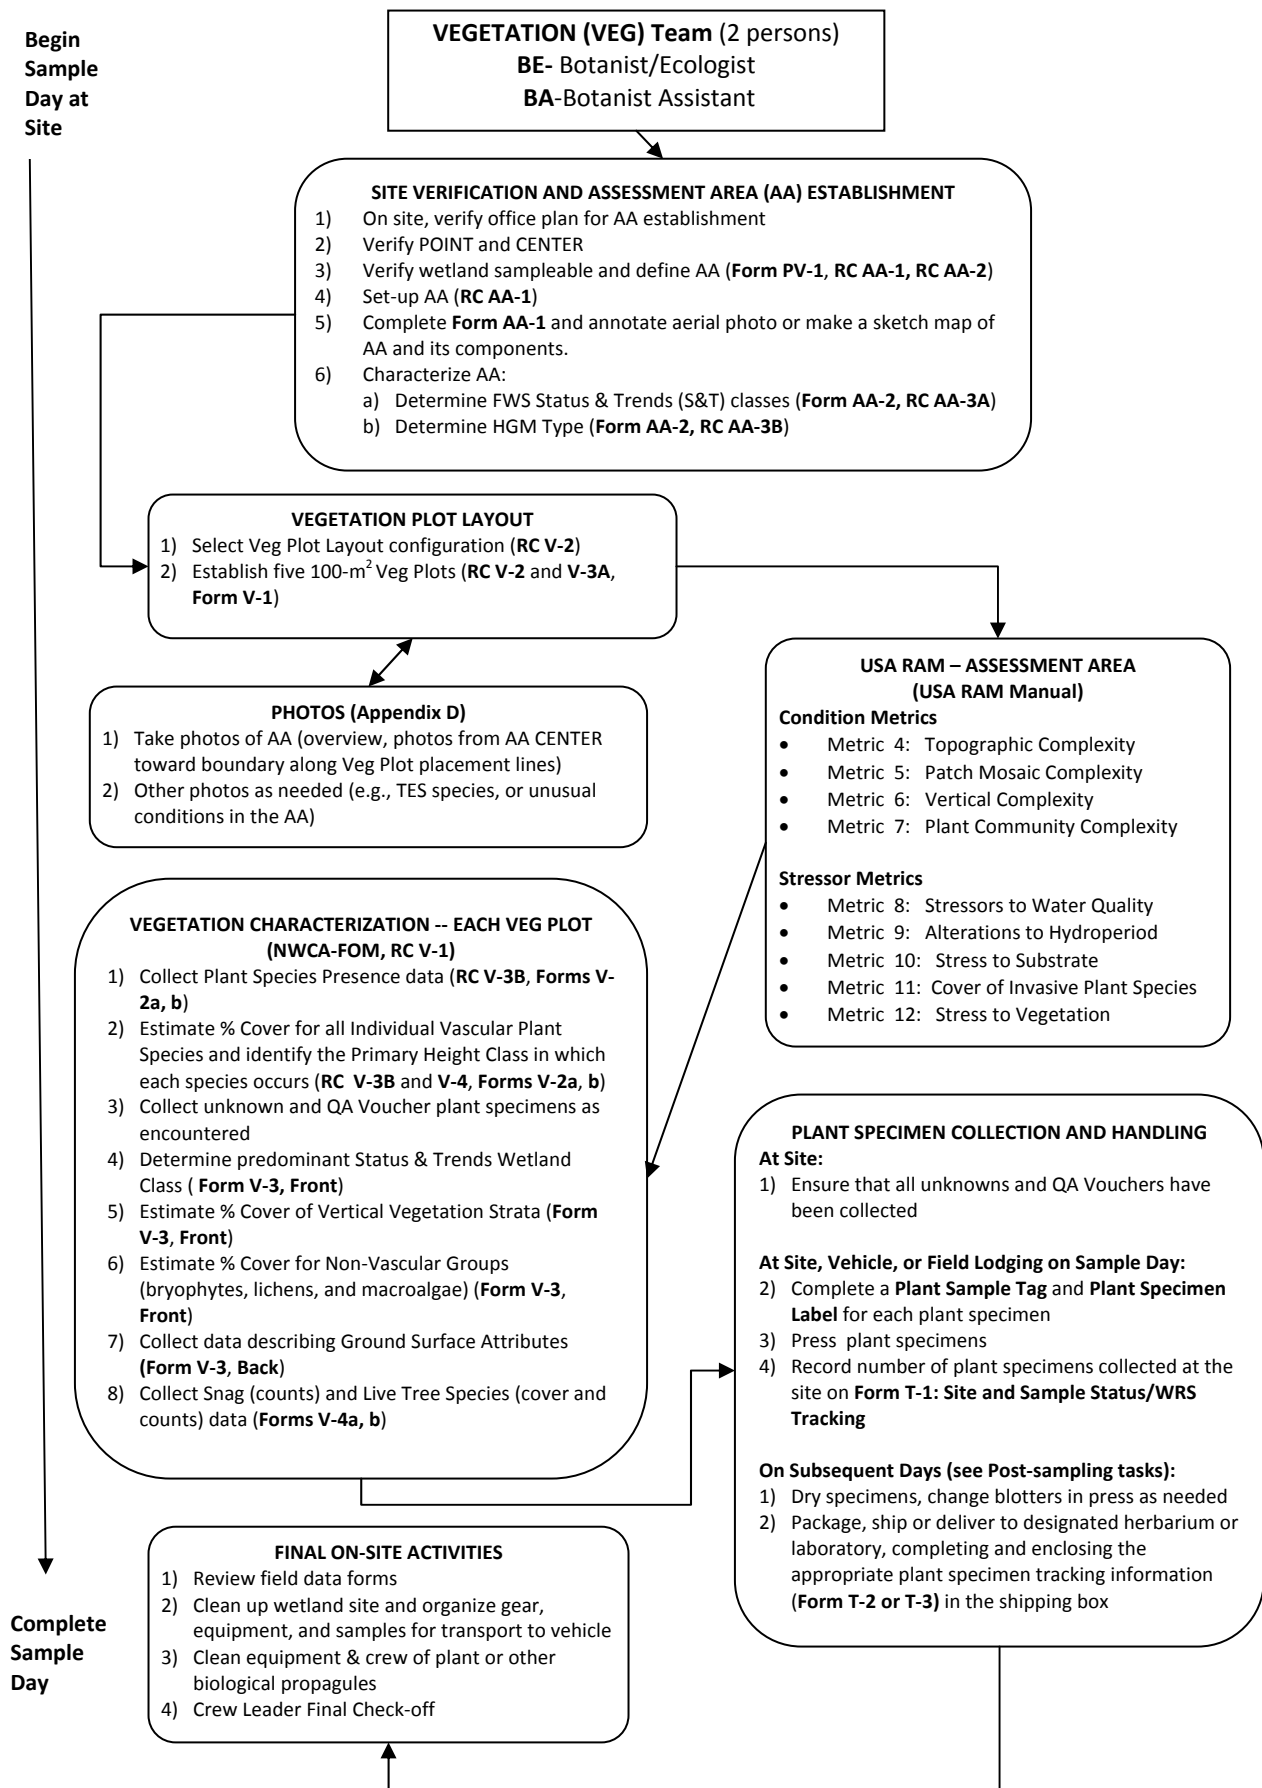 Begin
Sample
Day at
Site
VEGETATION (VEG) Team (2 persons)
BE- Botanist/Ecologist
BA-Botanist Assistant
SITE VERIFICATION AND ASSESSMENT AREA (AA) ESTABLISHMENT
1) On site, verify office plan for AA establishment
2) Verify POINT and CENTER
3) Verify wetland sampleable and define AA (Form PV-1, RC AA-1, RC AA-2)
4) Set-up AA (RC AA-1)
5) Complete Form AA-1 and annotate aerial photo or make a sketch map of
AA and its components.
6) Characterize AA:
a) Determine FWS Status & Trends (S&T) classes (Form AA-2, RC AA-3A)
b) Determine HGM Type (Form AA-2, RC AA-3B)
VEGETATION PLOT LAYOUT
1) Select Veg Plot Layout configuration (RC V-2)
2) Establish five 100-m² Veg Plots (RC V-2 and V-3A,
Form V-1)
PHOTOS (Appendix D)
1) Take photos of AA (overview, photos from AA CENTER
toward boundary along Veg Plot placement lines)
2) Other photos as needed (e.g., TES species, or unusual
conditions in the AA)
USA RAM – ASSESSMENT AREA
(USA RAM Manual)
Condition Metrics
• Metric 4: Topographic Complexity
• Metric 5: Patch Mosaic Complexity
• Metric 6: Vertical Complexity
• Metric 7: Plant Community Complexity
Stressor Metrics
• Metric 8: Stressors to Water Quality
• Metric 9: Alterations to Hydroperiod
• Metric 10: Stress to Substrate
• Metric 11: Cover of Invasive Plant Species
• Metric 12: Stress to Vegetation
VEGETATION CHARACTERIZATION -- EACH VEG PLOT
(NWCA-FOM, RC V-1)
1) Collect Plant Species Presence data (RC V-3B, Forms V-
2a, b)
2) Estimate % Cover for all Individual Vascular Plant
Species and identify the Primary Height Class in which
each species occurs (RC V-3B and V-4, Forms V-2a, b)
3) Collect unknown and QA Voucher plant specimens as
encountered
4) Determine predominant Status & Trends Wetland
Class ( Form V-3, Front)
5) Estimate % Cover of Vertical Vegetation Strata (Form
V-3, Front)
6) Estimate % Cover for Non-Vascular Groups
(bryophytes, lichens, and macroalgae) (Form V-3,
Front)
7) Collect data describing Ground Surface Attributes
(Form V-3, Back)
8) Collect Snag (counts) and Live Tree Species (cover and
counts) data (Forms V-4a, b)
PLANT SPECIMEN COLLECTION AND HANDLING
At Site:
1) Ensure that all unknowns and QA Vouchers have
been collected
At Site, Vehicle, or Field Lodging on Sample Day:
2) Complete a Plant Sample Tag and Plant Specimen
Label for each plant specimen
3) Press plant specimens
4) Record number of plant specimens collected at the
site on Form T-1: Site and Sample Status/WRS
Tracking
On Subsequent Days (see Post-sampling tasks):
1) Dry specimens, change blotters in press as needed
2) Package, ship or deliver to designated herbarium or
laboratory, completing and enclosing the
appropriate plant specimen tracking information
(Form T-2 or T-3) in the shipping box
FINAL ON-SITE ACTIVITIES
1) Review field data forms
2) Clean up wetland site and organize gear,
equipment, and samples for transport to vehicle
3) Clean equipment & crew of plant or other
biological propagules
4) Crew Leader Final Check-off
Complete
Sample
Day